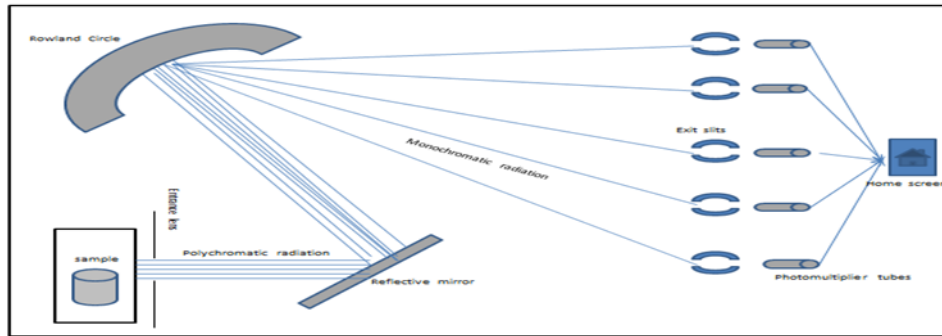 Rowland Circle
Exit slits
Monochromatic radiation
Home screen
Entrance lens
Polychromatic radiation
sample
Reflective mirror
Photomultiplier tubes